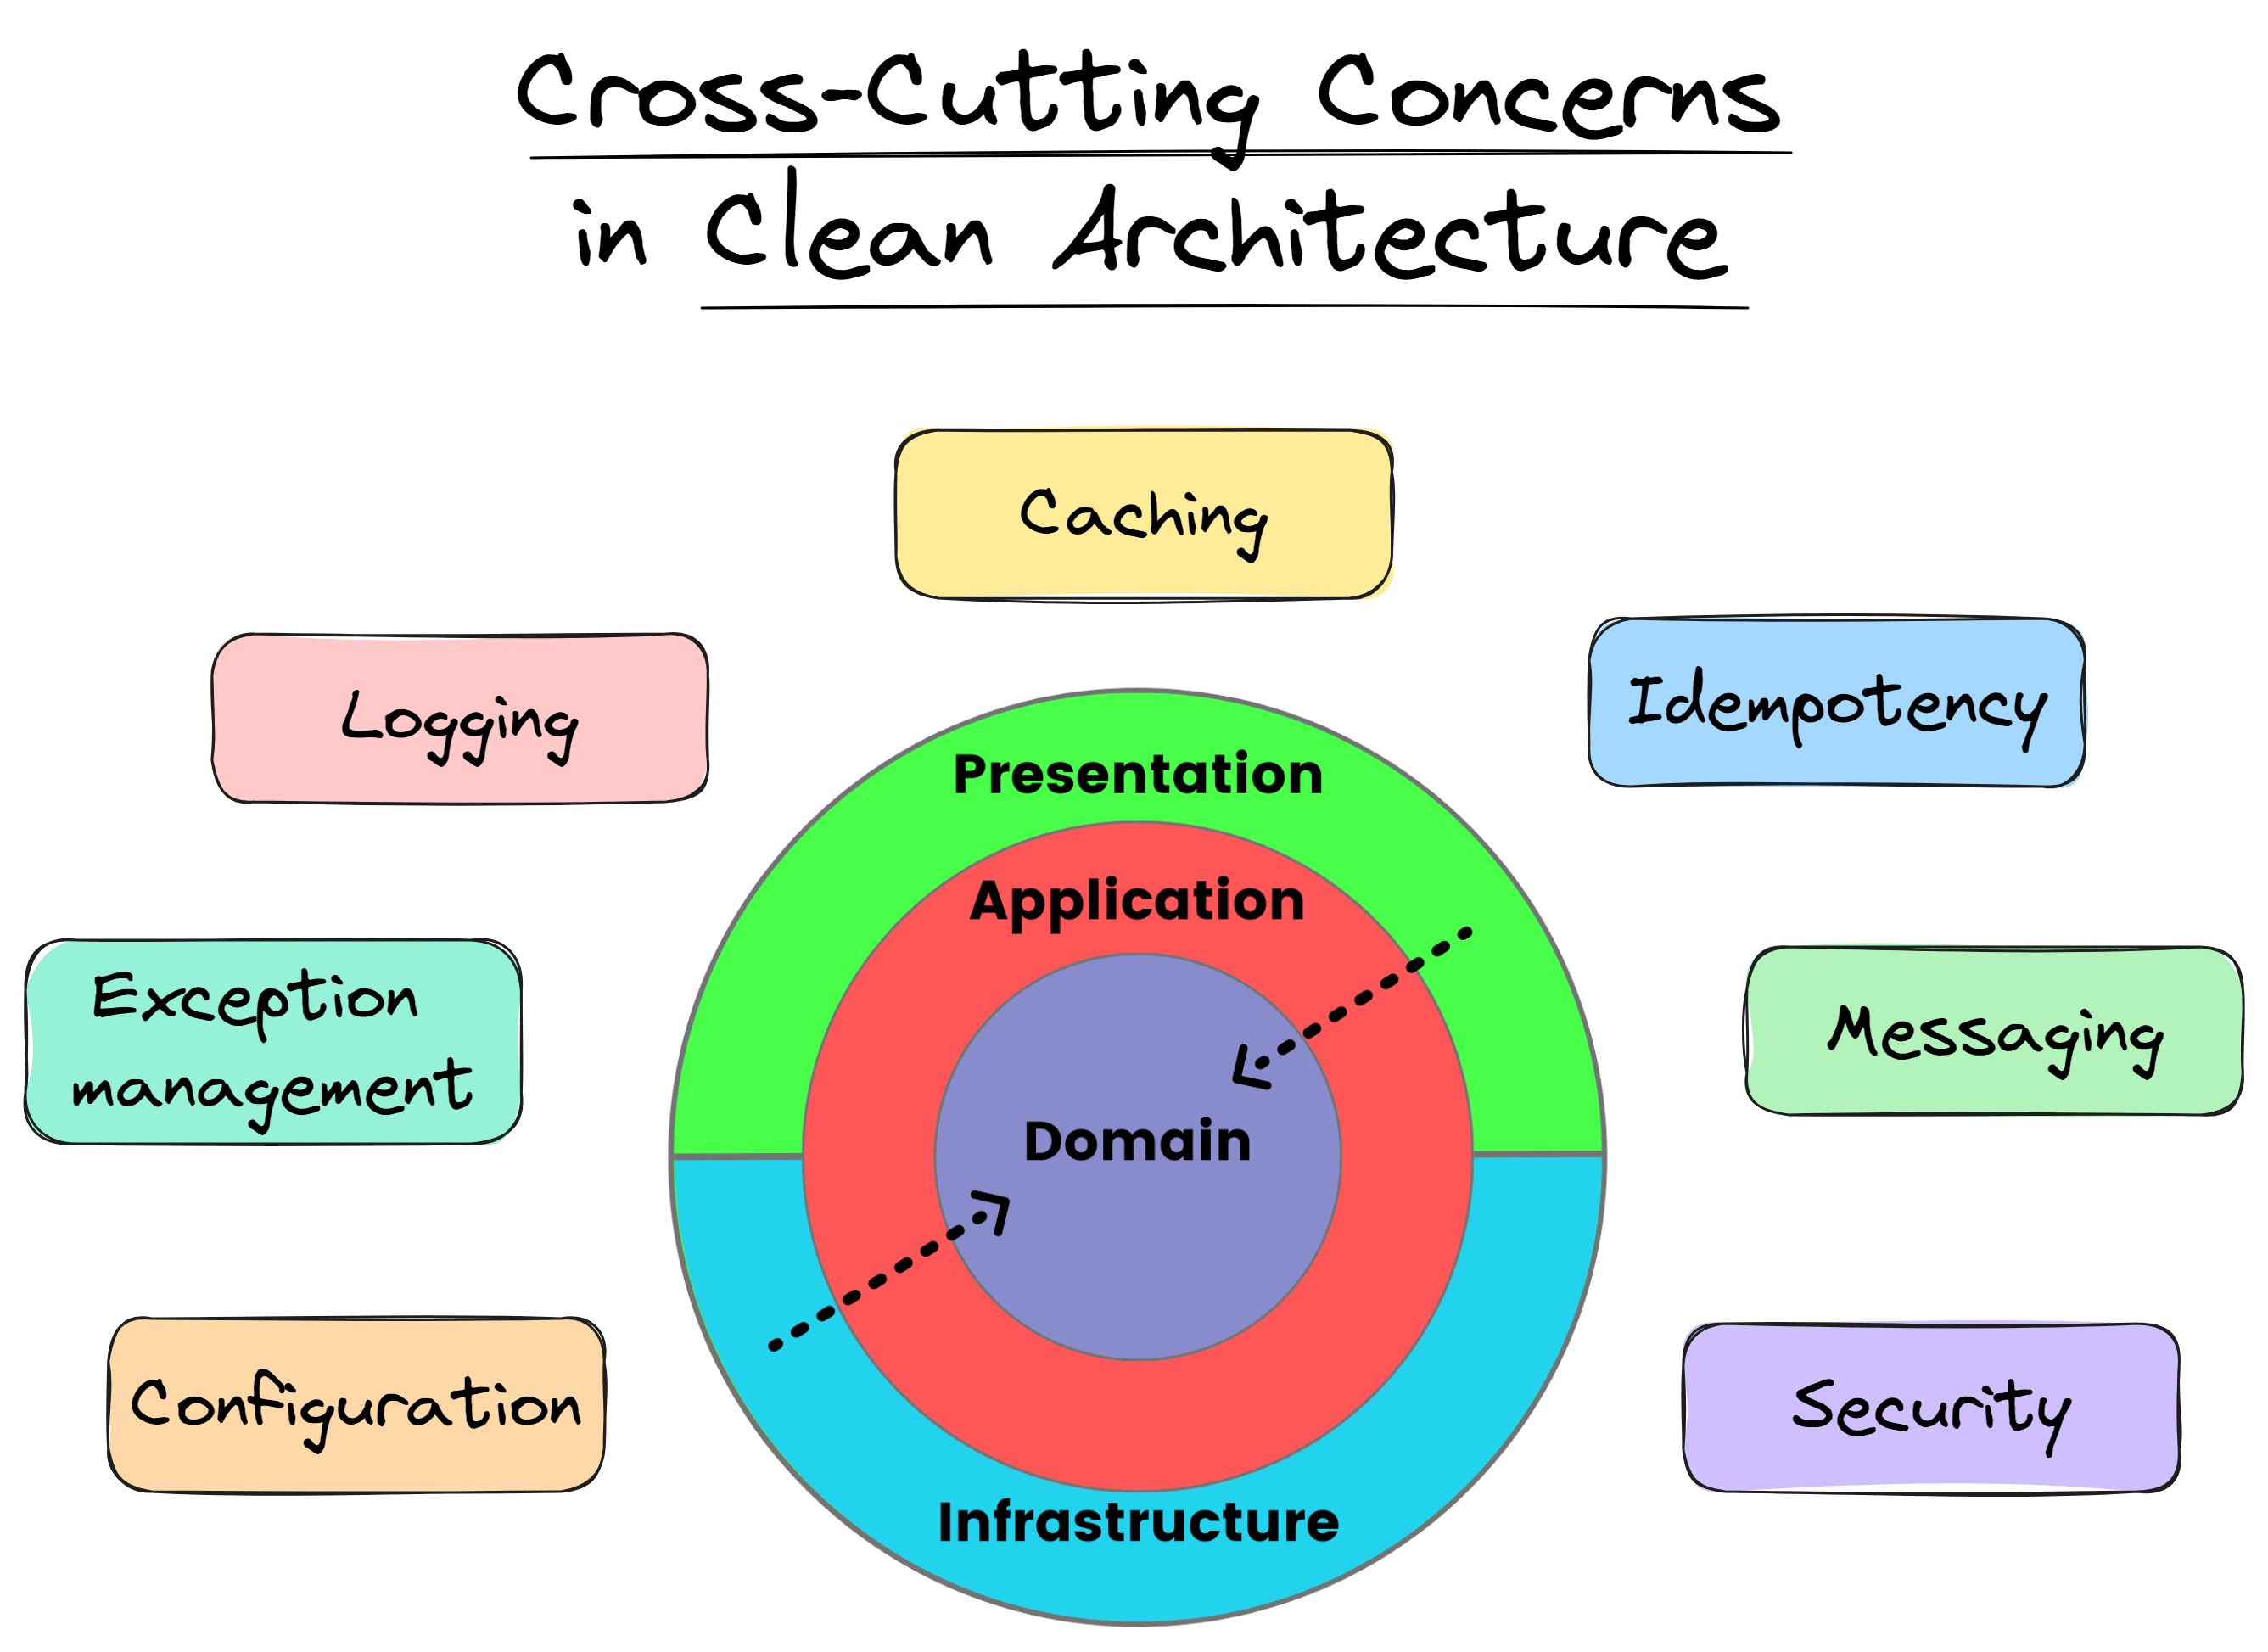 Cross-Cutting Concerns
in Clean Architecture
Caching
Logging
Idempotency
Presentation
Application
Exception
management
Messaging
Domain
Configuration
Security
Infrastructure